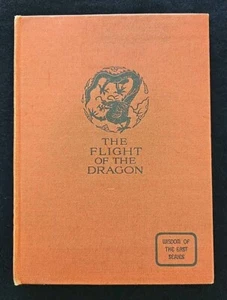 THE
FLIGHT
OF THE
DRAGON
WISDOM OF
THE EAST
SERIES